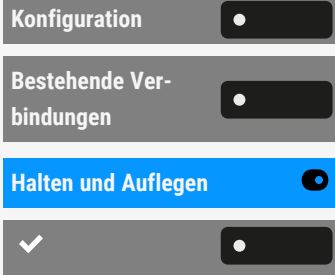 Konfiguration
Bestehende Ver-
bindungen
Halten und Auflegen